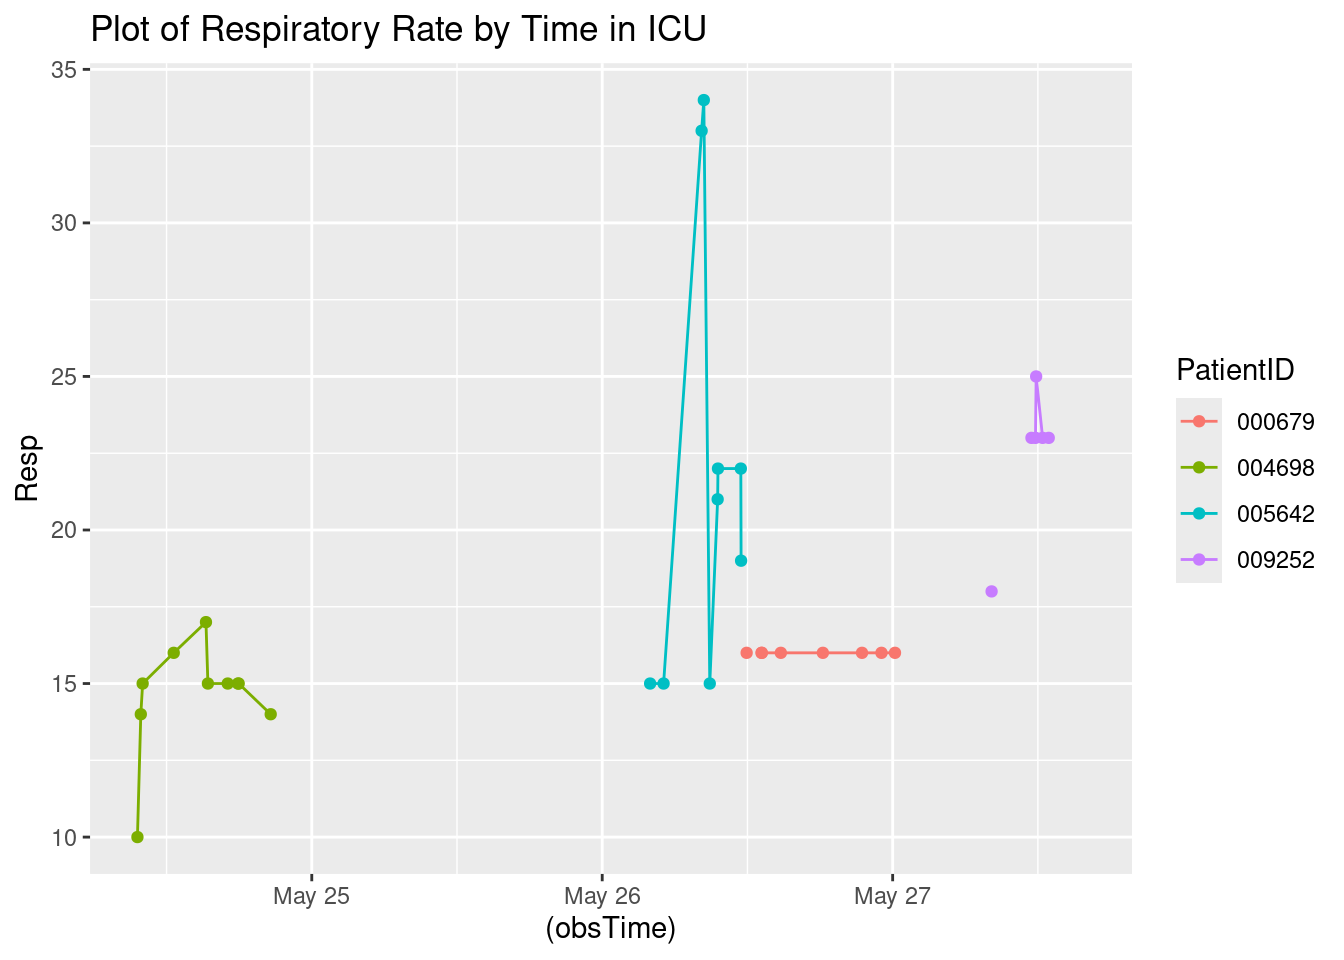 Plot of Respiratory Rate by Time in ICU
35
30
25
20
15
10
Resp
May 25
May 26
May 27
(obsTime)
PatientID
000679
004698
005642
009252